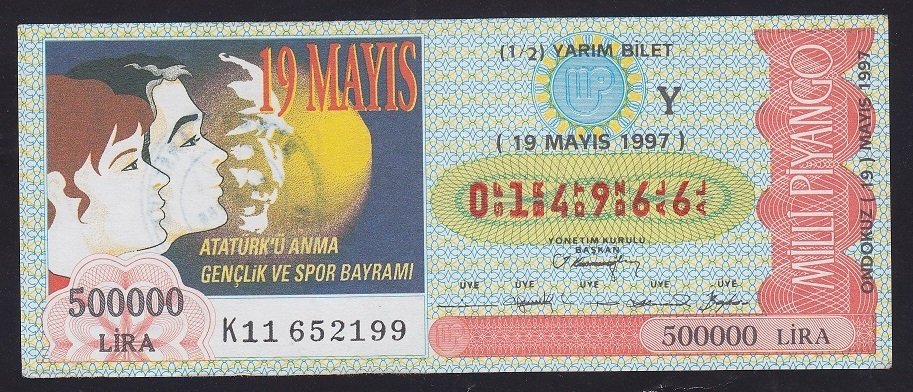 19 MAYIS
ATATÜRK'Ü ANMA
GENÇLİK VE SPOR BAYRAMI
500000
LİRA
K11 652199
(1/2) YARIM BİLET
Y
( 19 MAYIS 1997 )
014966
YÖNETİM KURULU
BAŞKAN
ÜYE ÜYE ÜYE ÜYE
500000 LİRA
MİLLİ PİYANGO
ONDOKUZ ( 19 ) MAYIS 1997